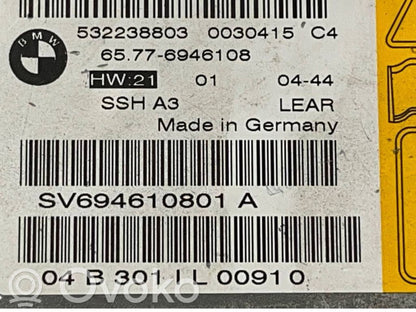 532238803 0030415 C4
BMW
65.77-6946108
HW:21 01 04-44
SSH A3 LEAR
Made in Germany
SV694610801 A
04 B 301 I L 0091 0
OVOKO